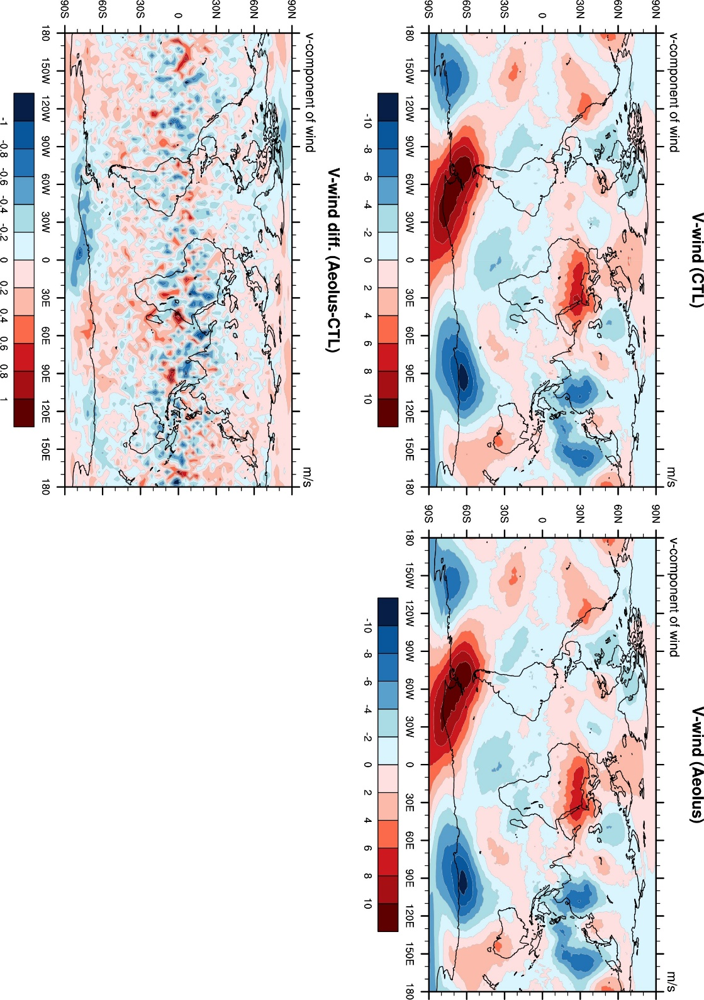 V-wind (CTL)
v-component of wind m/s
90N
60N
30N
0
30S
60S
90S
180 150W 120W 90W 60W 30W 0 30E 60E 90E 120E 150E 180
-10 -8 -6 -4 -2 0 2 4 6 8 10
V-wind (Aeolus)
v-component of wind m/s
90N
60N
30N
0
30S
60S
90S
180 150W 120W 90W 60W 30W 0 30E 60E 90E 120E 150E 180
-10 -8 -6 -4 -2 0 2 4 6 8 10
V-wind diff. (Aeolus-CTL)
v-component of wind m/s
90N
60N
30N
0
30S
60S
90S
180 150W 120W 90W 60W 30W 0 30E 60E 90E 120E 150E 180
-1 -0.8 -0.6 -0.4 -0.2 0 0.2 0.4 0.6 0.8 1